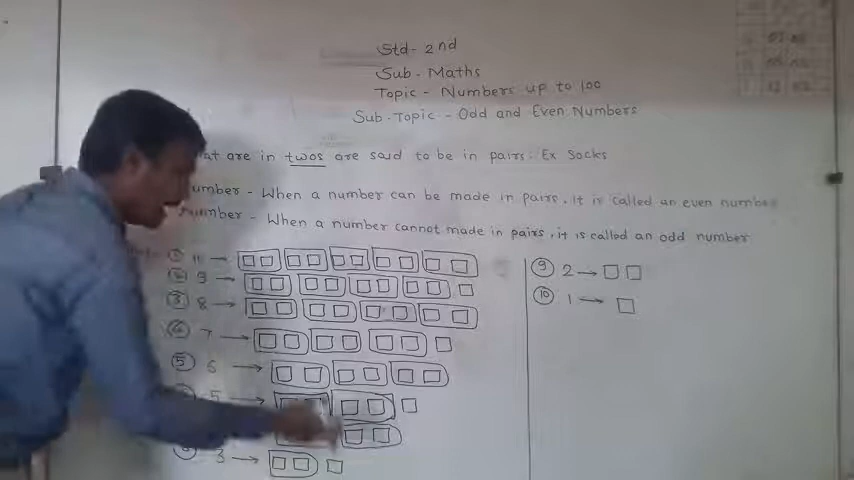 Std - 2nd
Sub - Maths
Topic - Numbers up to 100
Sub-Topic - Odd and Even Numbers
at are in twos are said to be in pairs. Ex Socks
umber - When a number can be made in pairs. It is called an even number
Number - When a number cannot made in pairs, it is called an odd number
① →
② 9 →
③ 8 →
④ 7 →
⑤ 6 →
5 →
3 →
⑨ 2 →
⑩ 1 →